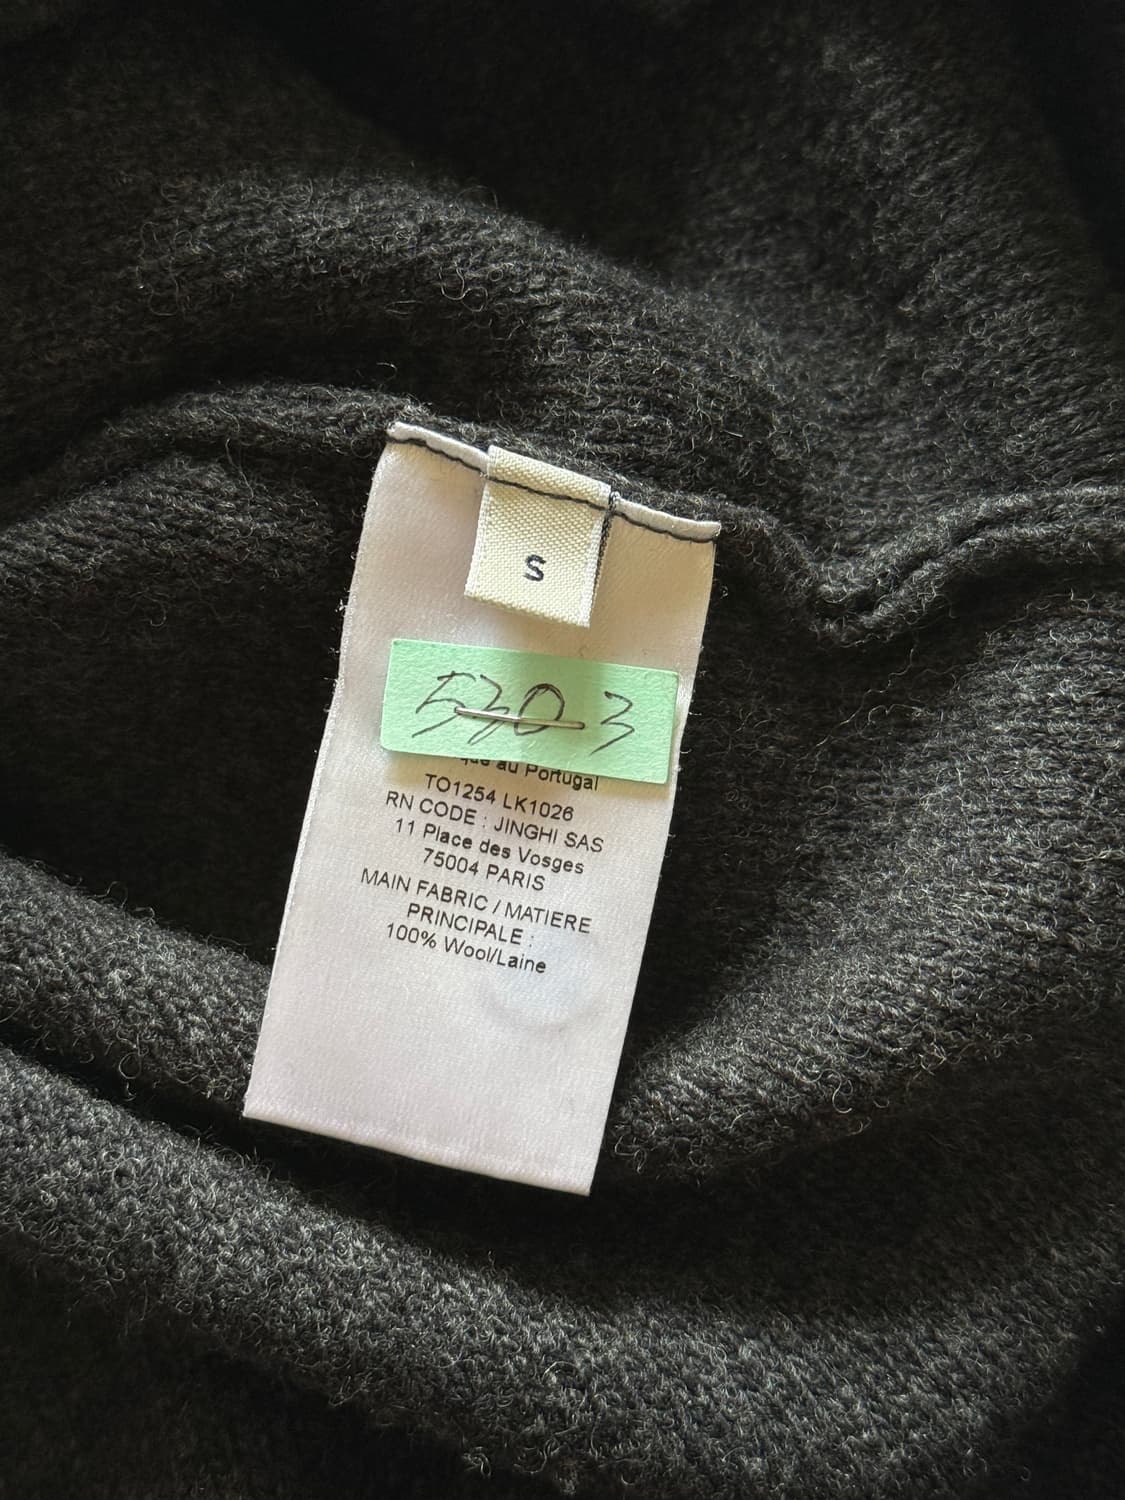 S
5303
au Portugal
TO1254 LK1026
RN CODE : JINGHI SAS
11 Place des Vosges
75004 PARIS
MAIN FABRIC / MATIERE
PRINCIPALE :
100% Wool/Laine